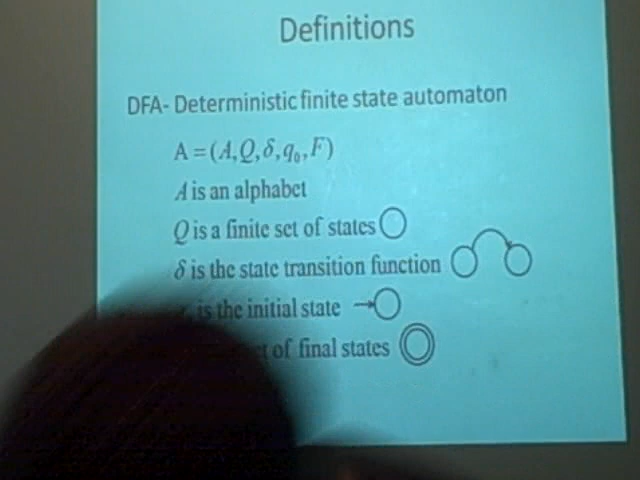 Definitions
DFA- Deterministic finite state automaton
A = (A,Q,δ,q₀,F)
A is an alphabet
Q is a finite set of states
δ is the state transition function
is the initial state
of final states